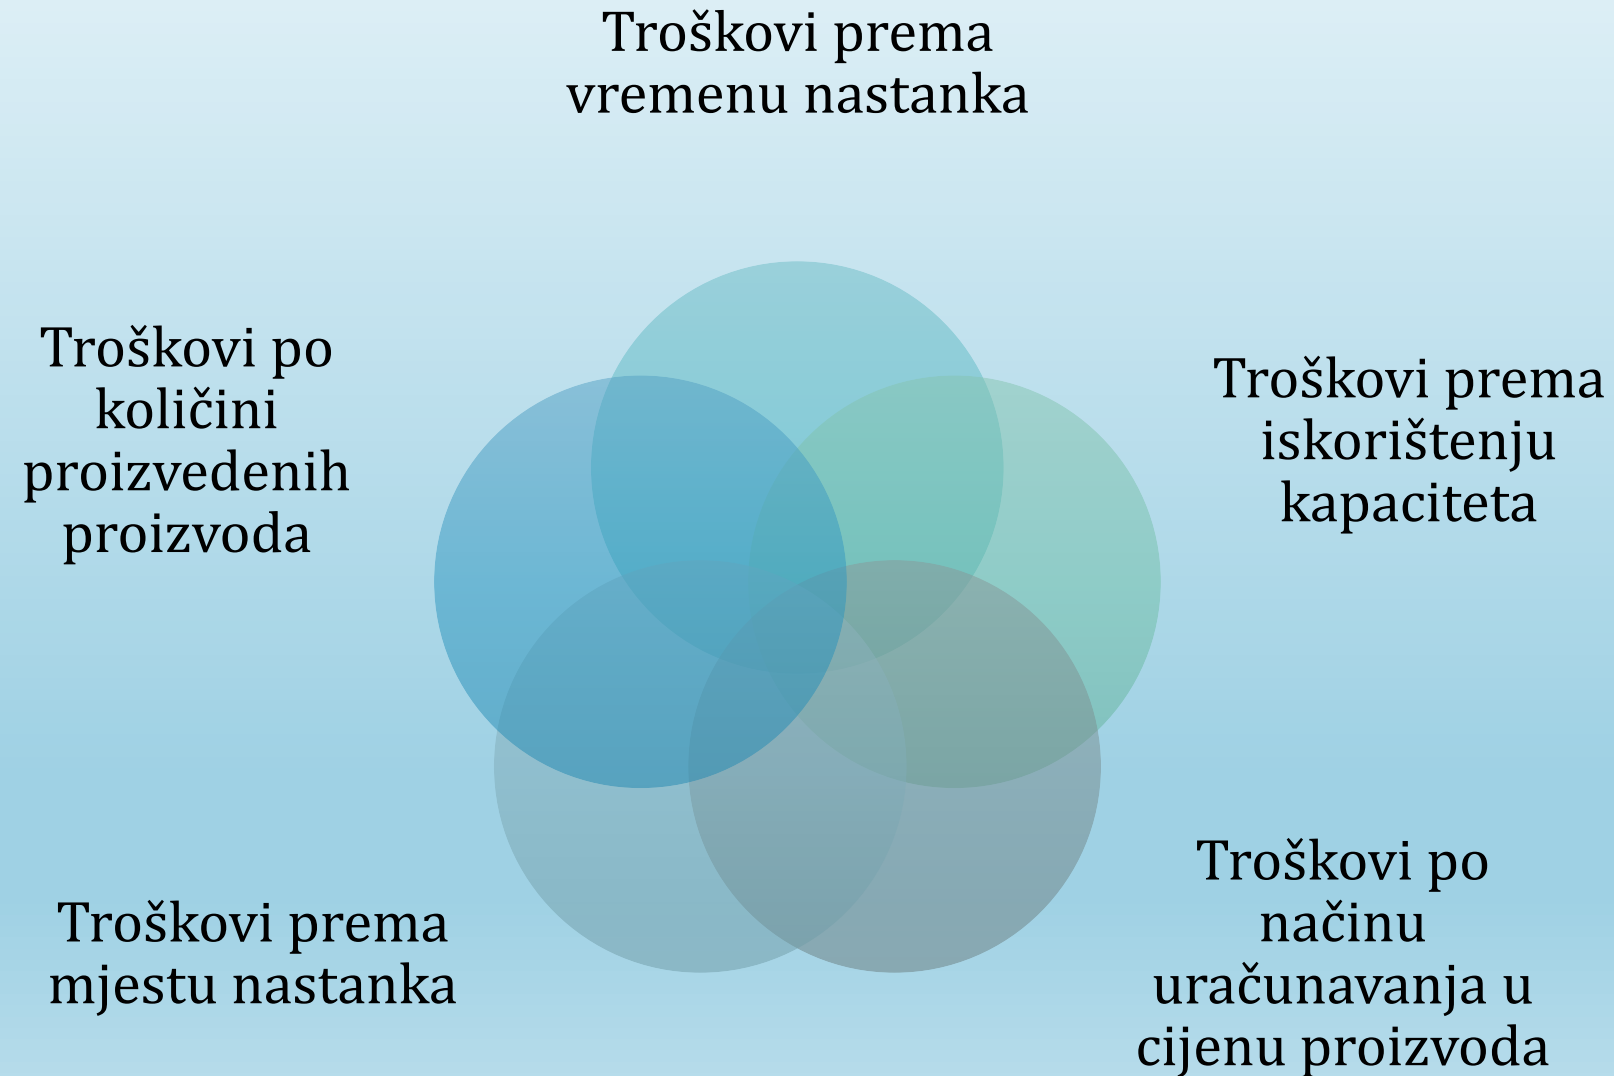 Troškovi prema
vremenu nastanka
Troškovi prema
iskorištenju
kapaciteta
Troškovi po
načinu
uračunavanja u
cijenu proizvoda
Troškovi prema
mjestu nastanka
Troškovi po
količini
proizvedenih
proizvoda